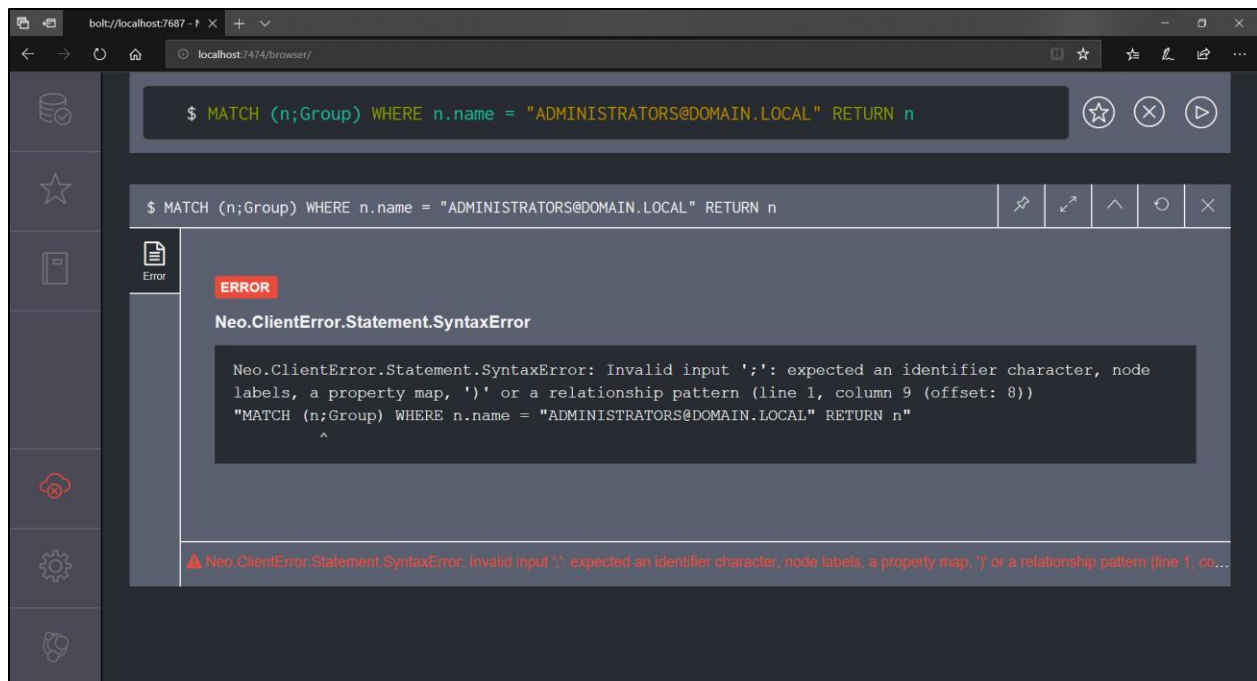 bolt://localhost:7687 - N
localhost:7474/browser/
$ MATCH (n;Group) WHERE n.name = "ADMINISTRATORS@DOMAIN.LOCAL" RETURN n
$ MATCH (n;Group) WHERE n.name = "ADMINISTRATORS@DOMAIN.LOCAL" RETURN n
Error
ERROR
Neo.ClientError.Statement.SyntaxError
Neo.ClientError.Statement.SyntaxError: Invalid input ';': expected an identifier character, node
labels, a property map, ')' or a relationship pattern (line 1, column 9 (offset: 8))
"MATCH (n;Group) WHERE n.name = "ADMINISTRATORS@DOMAIN.LOCAL" RETURN n"
^
Neo.ClientError.Statement.SyntaxError: Invalid input ';': expected an identifier character, node labels, a property map, ')' or a relationship pattern (line 1, co...